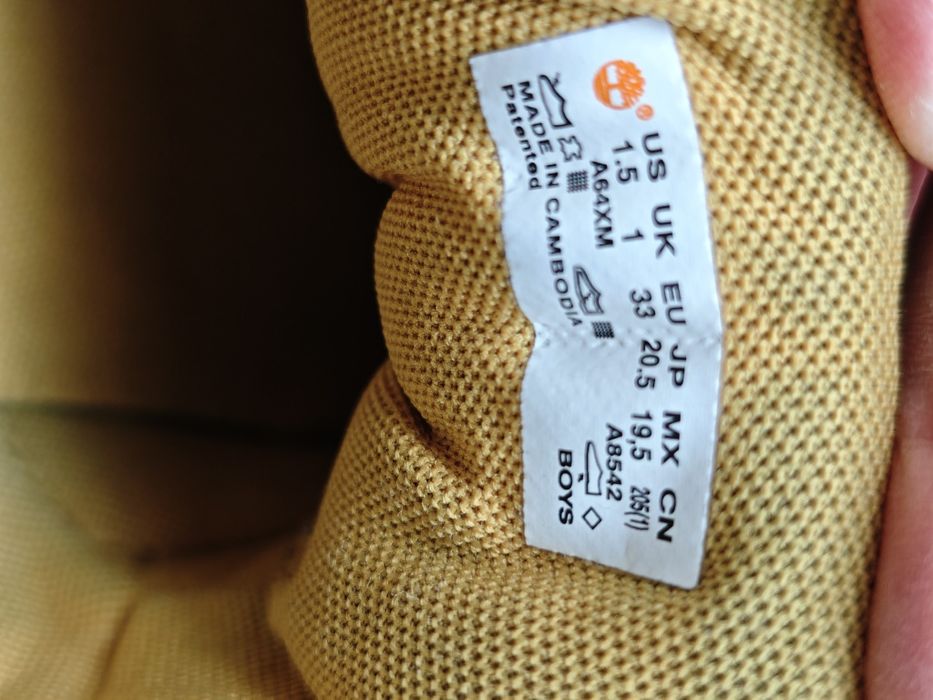 ®
US UK EU JP MX CN
1.5 1 33 20.5 19,5 205(1)
A64XM A8542
MADE IN CAMBODIA BOYS
Patented